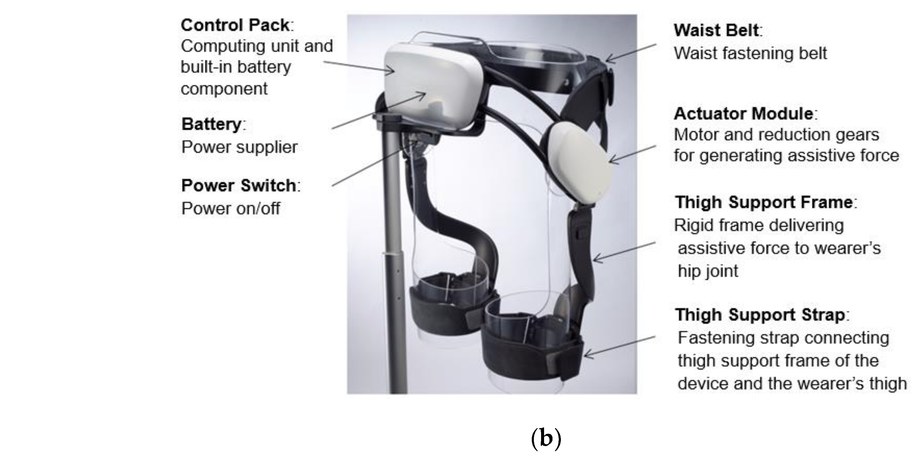 Control Pack:
Computing unit and
built-in battery
component
Battery:
Power supplier
Power Switch:
Power on/off
Waist Belt:
Waist fastening belt
Actuator Module:
Motor and reduction gears
for generating assistive force
Thigh Support Frame:
Rigid frame delivering
assistive force to wearer's
hip joint
Thigh Support Strap:
Fastening strap connecting
thigh support frame of the
device and the wearer's thigh
(b)